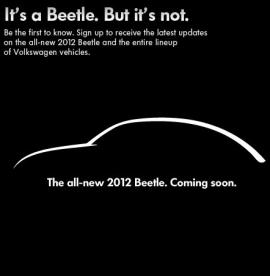 It's a Beetle. But it's not.
Be the first to know. Sign up to receive the latest updates
on the all-new 2012 Beetle and the entire lineup
of Volkswagen vehicles.
The all-new 2012 Beetle. Coming soon.